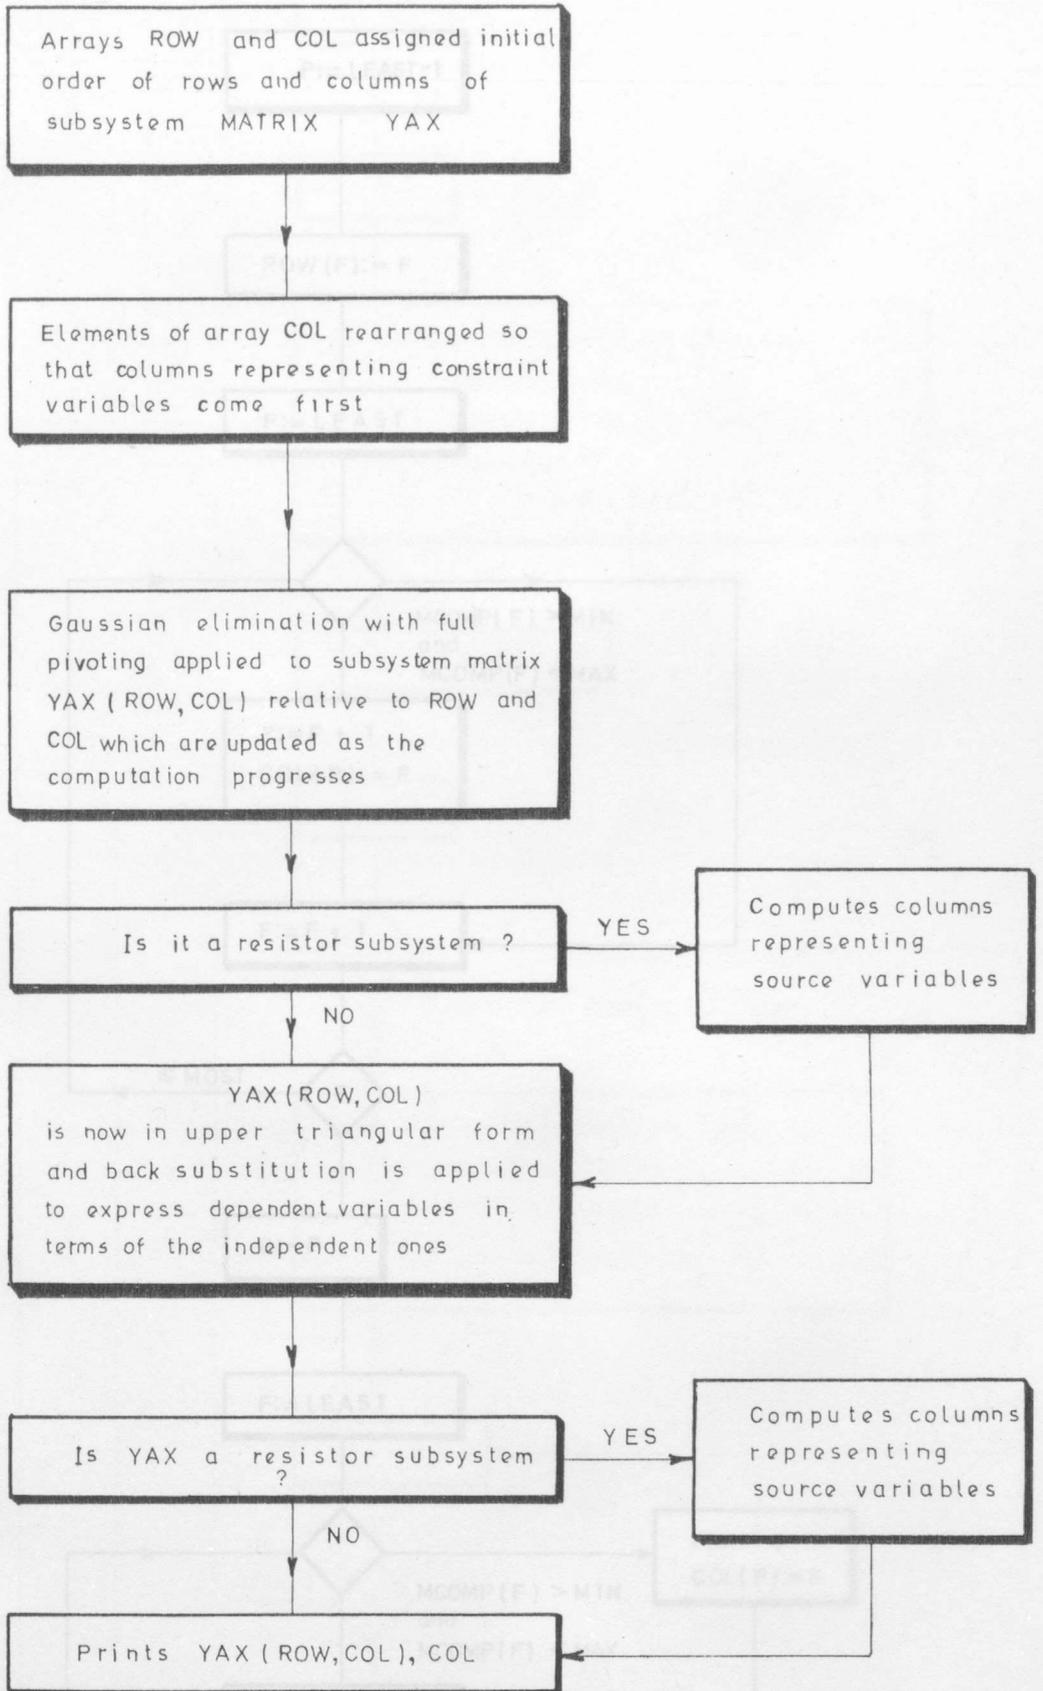 Arrays ROW and COL assigned initial
order of rows and columns of
subsystem MATRIX YAX
Elements of array COL rearranged so
that columns representing constraint
variables come first
Gaussian elimination with full
pivoting applied to subsystem matrix
YAX (ROW, COL) relative to ROW and
COL which are updated as the
computation progresses
Is it a resistor subsystem ?
YES
Computes columns
representing
source variables
NO
YAX (ROW, COL)
is now in upper triangular form
and back substitution is applied
to express dependent variables in
terms of the independent ones
Is YAX a resistor subsystem
?
YES
Computes columns
representing
source variables
NO
Prints YAX (ROW, COL), COL